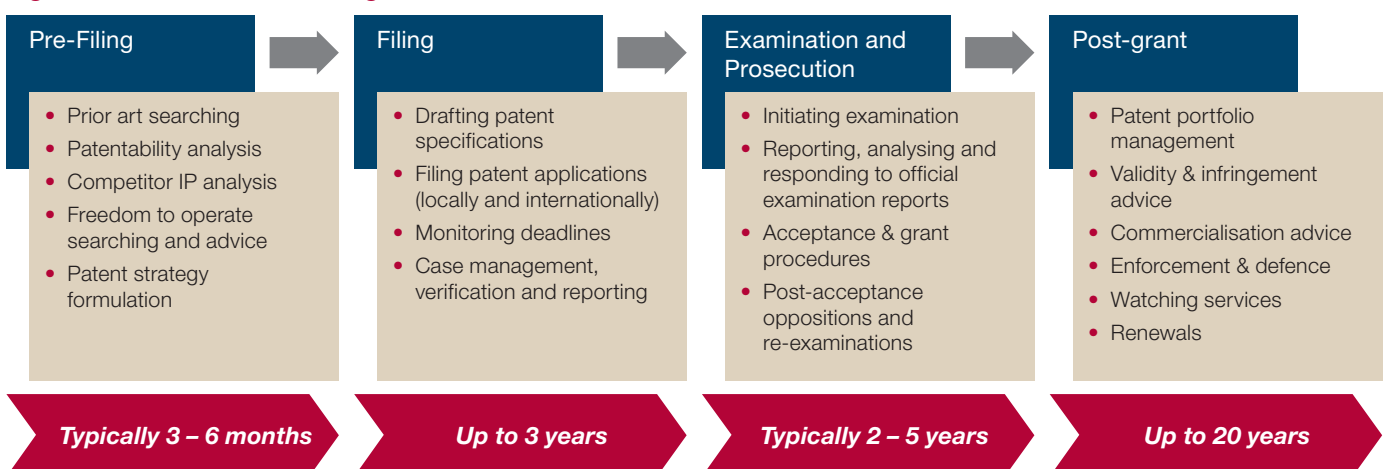 Pre-Filing
• Prior art searching
• Patentability analysis
• Competitor IP analysis
• Freedom to operate
searching and advice
• Patent strategy
formulation
Typically 3 – 6 months
Filing
• Drafting patent
specifications
• Filing patent applications
(locally and internationally)
• Monitoring deadlines
• Case management,
verification and reporting
Up to 3 years
Examination and
Prosecution
• Initiating examination
• Reporting, analysing and
responding to official
examination reports
• Acceptance & grant
procedures
• Post-acceptance
oppositions and
re-examinations
Typically 2 – 5 years
Post-grant
• Patent portfolio
management
• Validity & infringement
advice
• Commercialisation advice
• Enforcement & defence
• Watching services
• Renewals
Up to 20 years